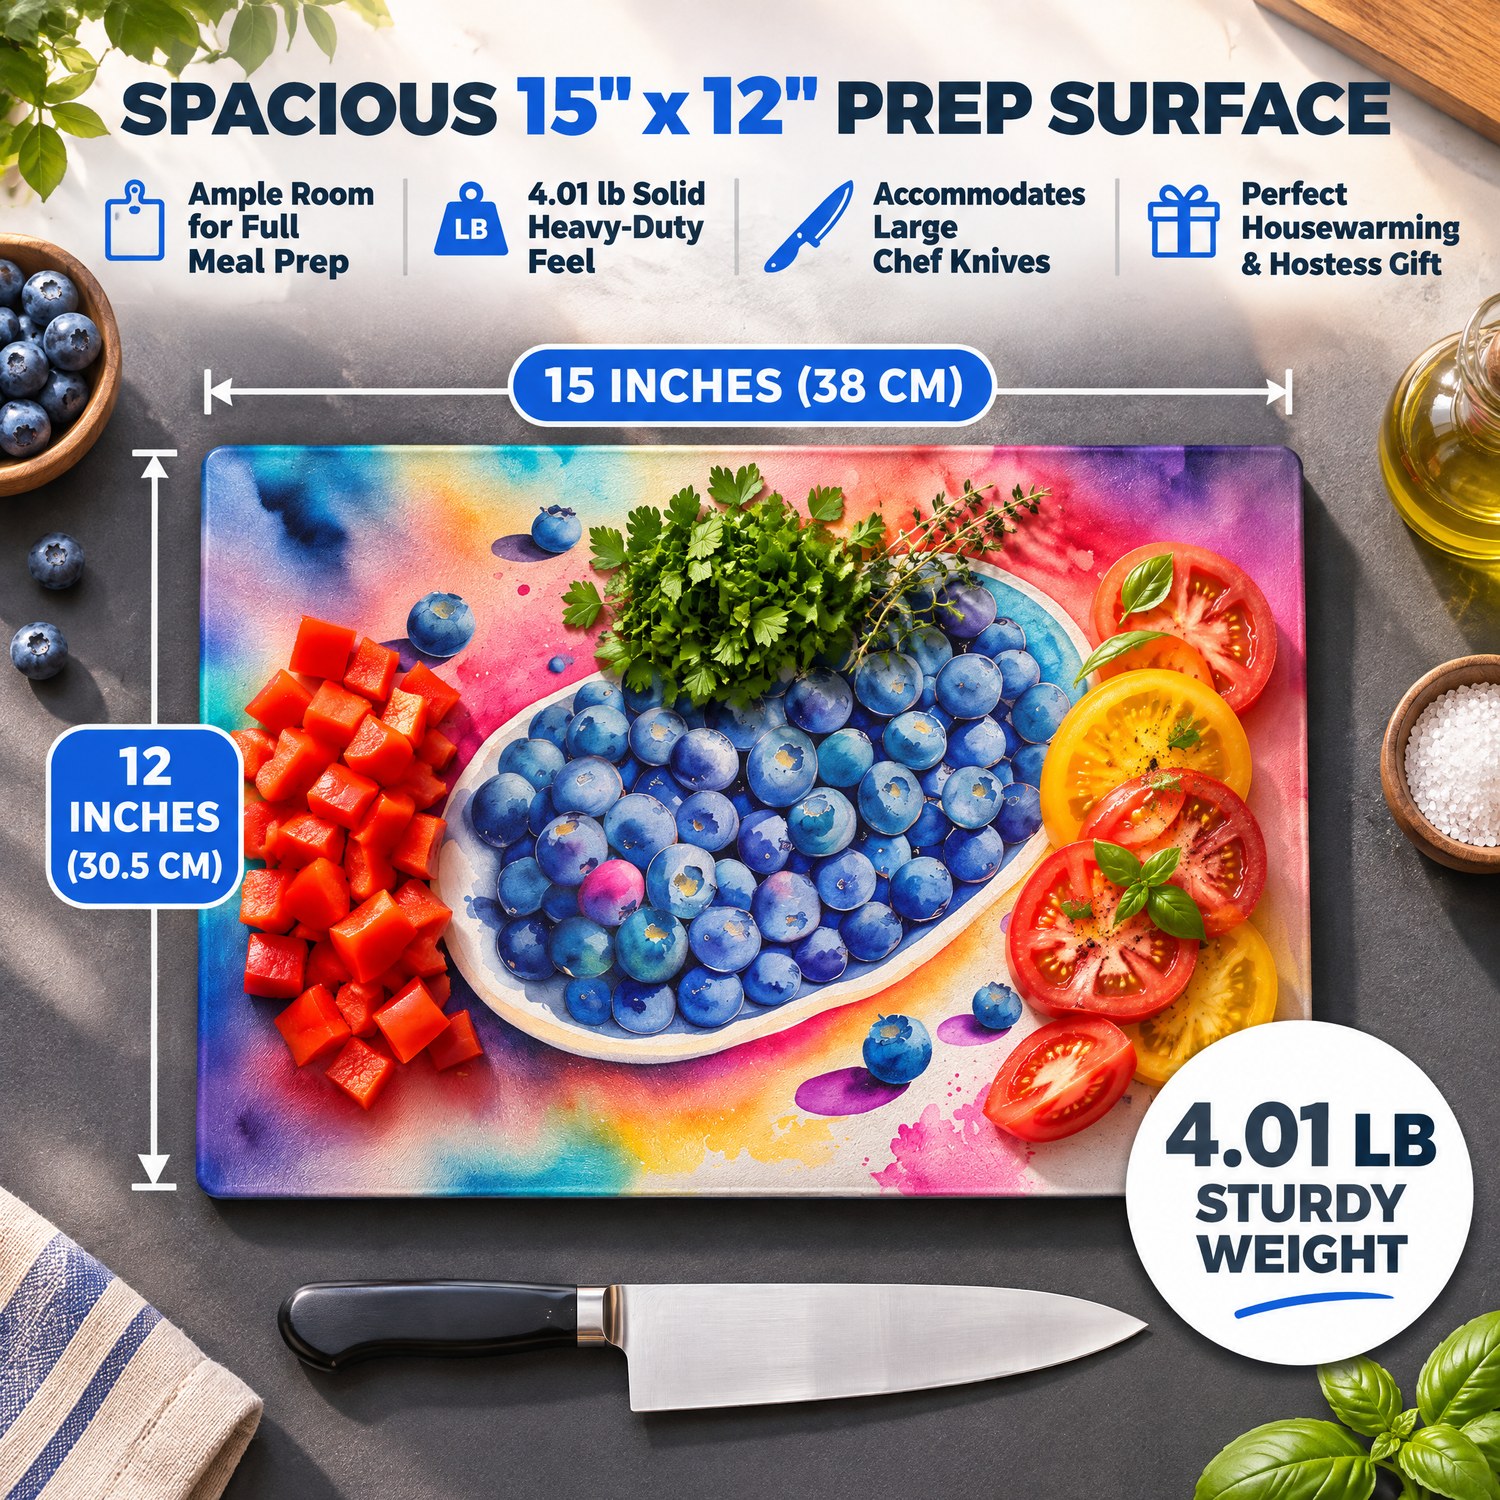 SPACIOUS 15" x 12" PREP SURFACE
Ample Room
for Full
Meal Prep
LB
4.01 lb Solid
Heavy-Duty
Feel
Accommodates
Large
Chef Knives
Perfect
Housewarming
& Hostess Gift
15 INCHES (38 CM)
12
INCHES
(30.5 CM)
4.01 LB
STURDY
WEIGHT